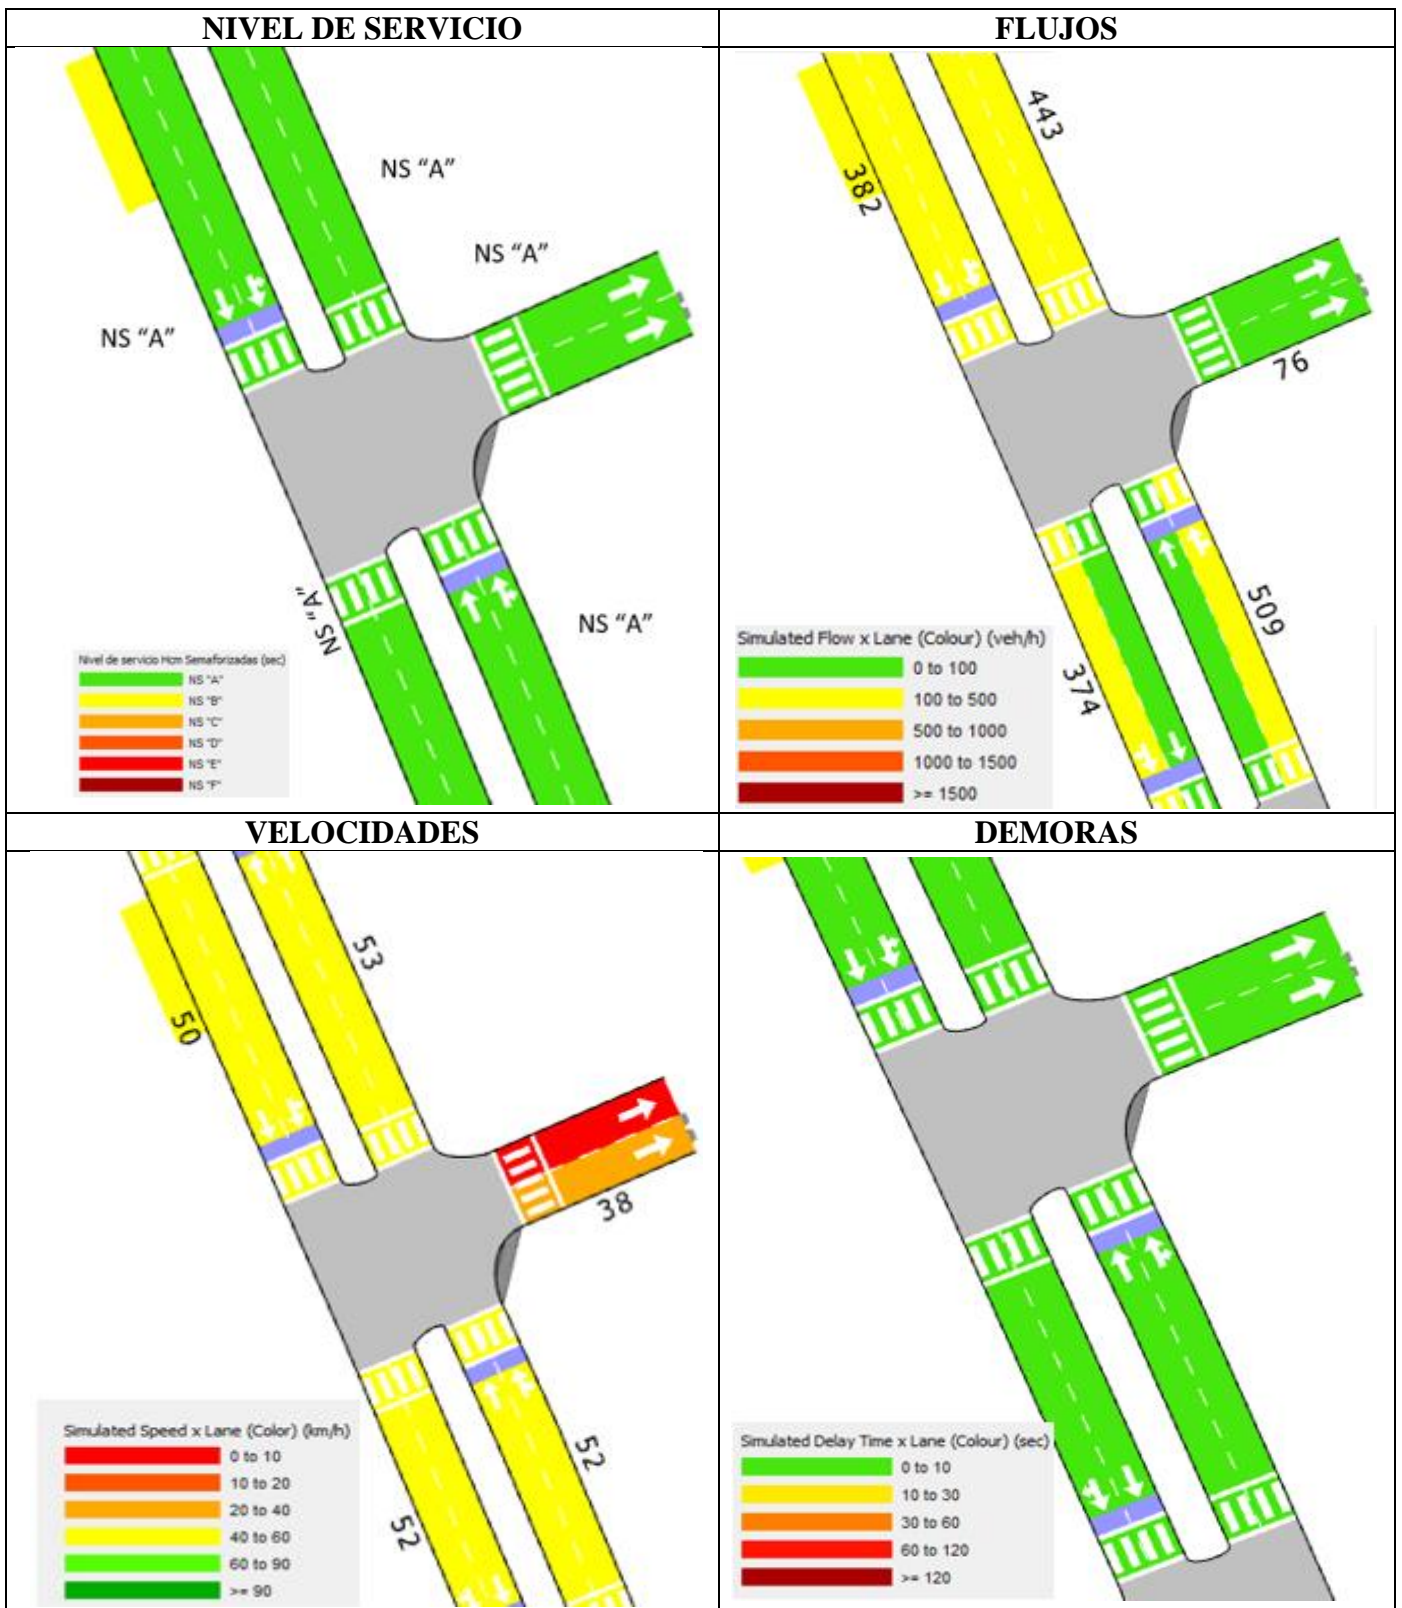 NIVEL DE SERVICIO
NS “A”
NS “A”
NS “A”
NS “A”
NS “A”
Nivel de servicio Hcm Semaforizadas (sec)
NS "A"
NS "B"
NS "C"
NS "D"
NS "E"
NS "F"
FLUJOS
443
382
76
509
374
Simulated Flow x Lane (Colour) (veh/h)
0 to 100
100 to 500
500 to 1000
1000 to 1500
>= 1500
VELOCIDADES
53
50
38
52
52
Simulated Speed x Lane (Color) (km/h)
0 to 10
10 to 20
20 to 40
40 to 60
60 to 90
>= 90
DEMORAS
Simulated Delay Time x Lane (Colour) (sec)
0 to 10
10 to 30
30 to 60
60 to 120
>= 120